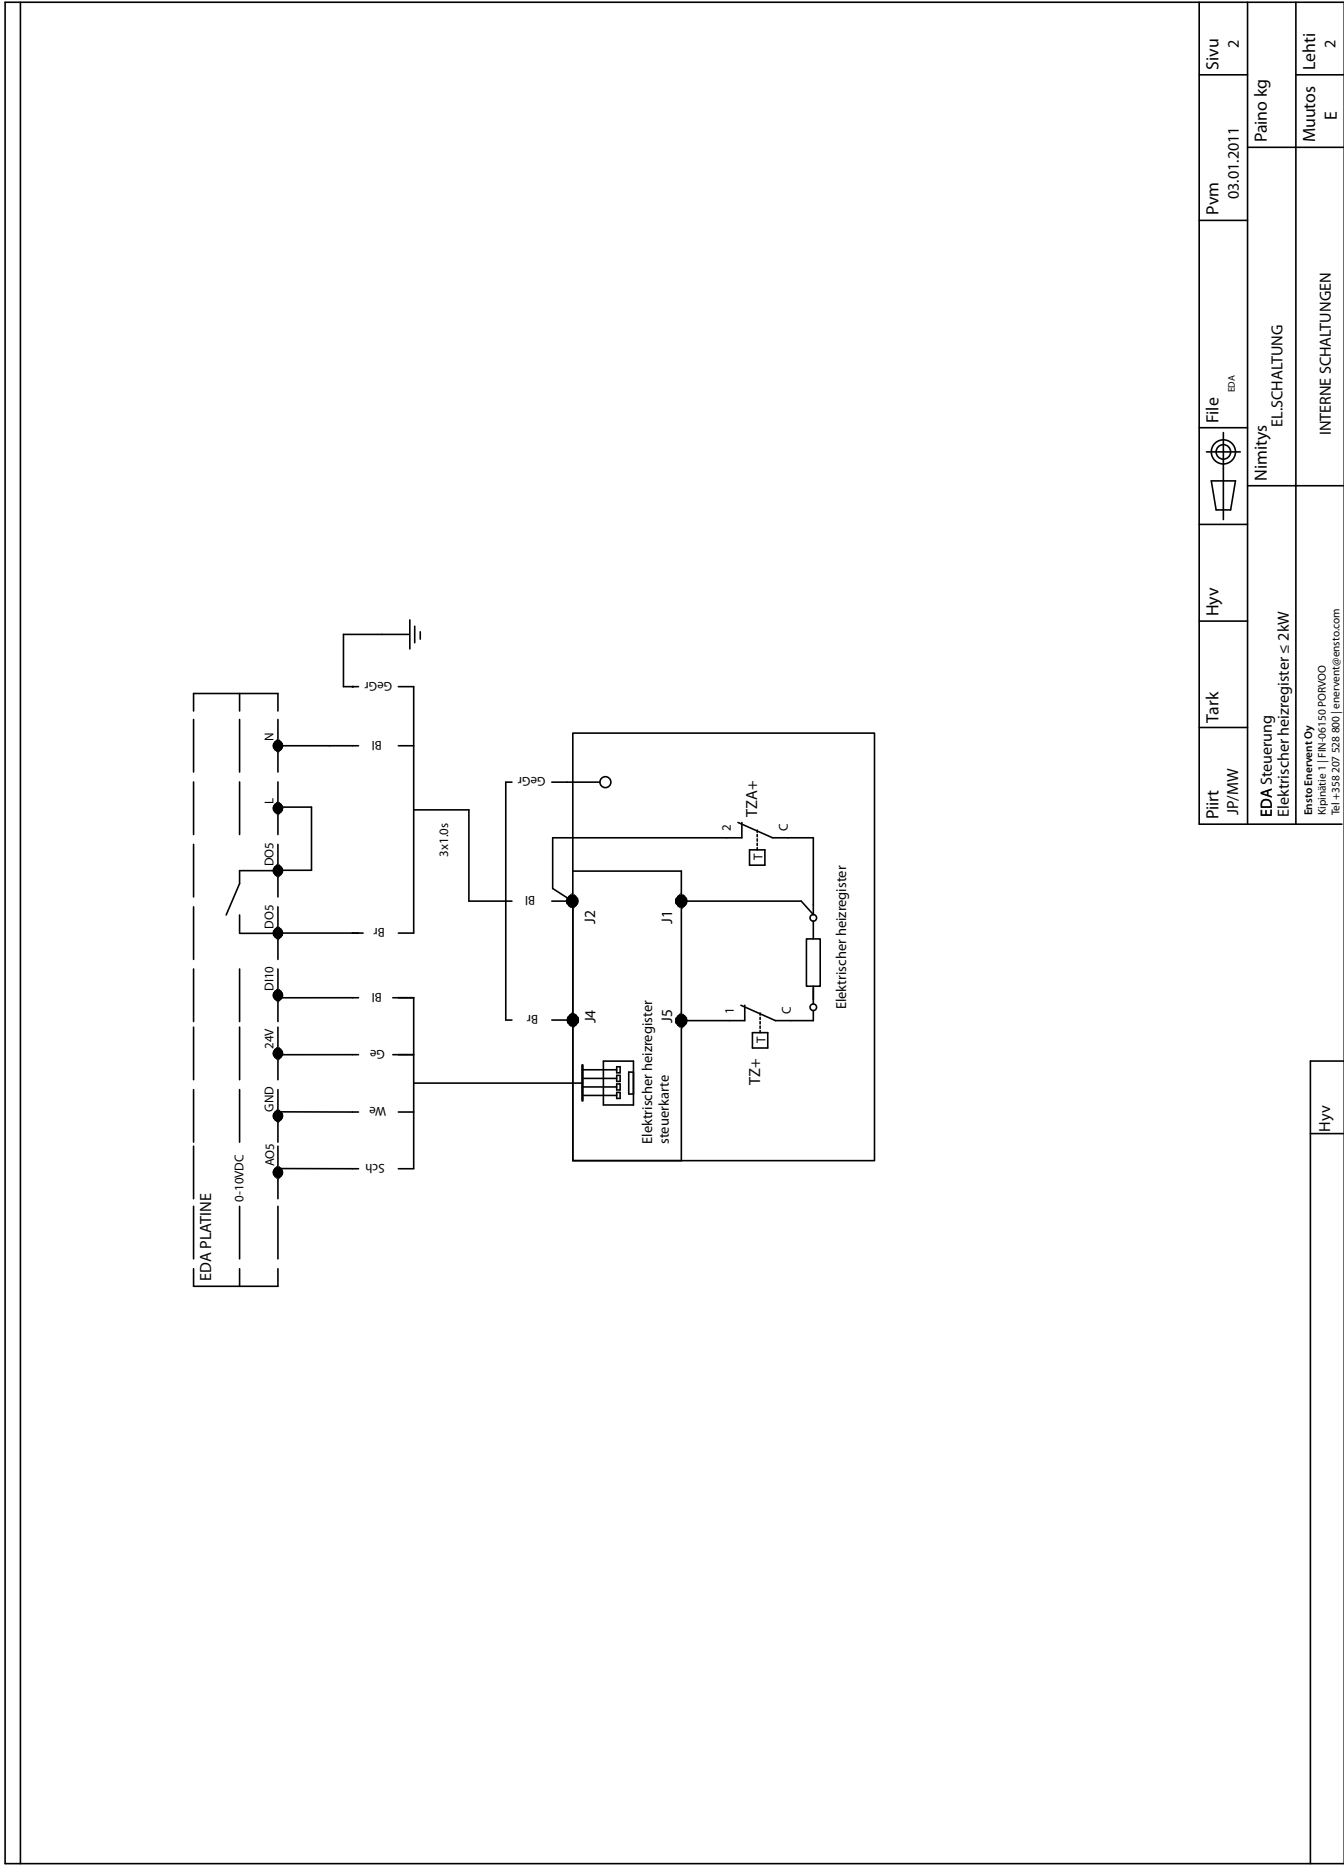 EDA PLATINE
0-10VDC
AO5
GND
24V
DI10
DO5
DO5
L
N
Sch
We
Ge
Bl
Br
Bl
GeGr
3x1.0s
Br
Bl
GeGr
J4
J2
Elektrischer heizregister
steuerkarte
J5
J1
TZ+
T
1
C
T
2
TZA+
C
Elektrischer heizregister
Hyv
Piirt
JP/MW
Tark
Hyv
File
EDA
Pvm
03.01.2011
Sivu
2
EDA Steuerung
Elektrischer heizregister ≤ 2kW
Nimitys
EL.SCHALTUNG
Paino kg
Ensto Enervent Oy
Kipinätie 1 | FIN-06150 PORVOO
Tel +358 207 528 800 | enervent@ensto.com
INTERNE SCHALTUNGEN
Muutos
E
Lehti
2